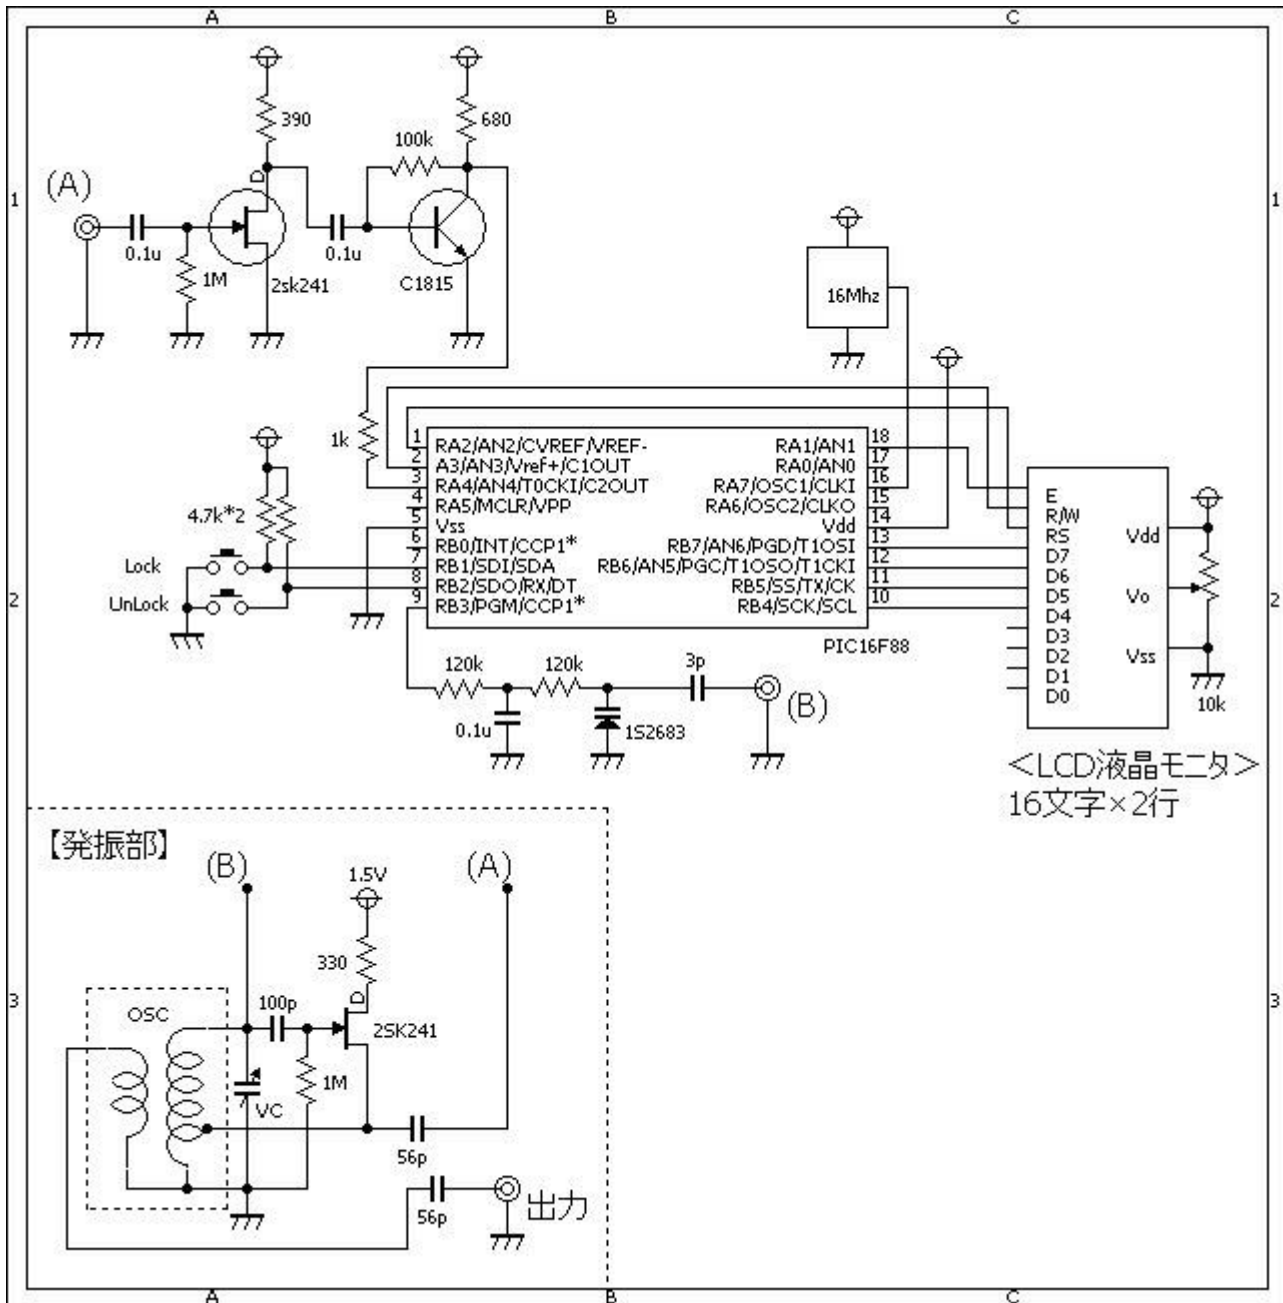 A
B
C
1
1
390
680
100k
(A)
D
0.1u
1M
2sk241
0.1u
C1815
16Mhz
1k
1
2
3
4
5
6
7
8
9
RA2/AN2/CVREF/VREF-
A3/AN3/Vref+/C1OUT
RA4/AN4/T0CKI/C2OUT
RA5/MCLR/VPP
Vss
RB0/INT/CCP1*
RB1/SDI/SDA
RB2/SDO/RX/DT
RB3/PGM/CCP1*
RA1/AN1
RA0/AN0
RA7/OSC1/CLKI
RA6/OSC2/CLKO
Vdd
RB7/AN6/PGD/T1OSI
RB6/AN5/PGC/T1OSO/T1CKI
RB5/SS/TX/CK
RB4/SCK/SCL
18
17
16
15
14
13
12
11
10
PIC16F88
4.7k*2
Lock
UnLock
2
2
E
R/W
RS
D7
D6
D5
D4
D3
D2
D1
D0
Vdd
Vo
Vss
10k
120k
120k
3p
0.1u
1S2683
(B)
<LCD液晶モニタ>
16文字×2行
【発振部】
(B)
(A)
1.5V
330
D
3
3
OSC
100p
2SK241
1M
VC
56p
56p
出力
A
B
C